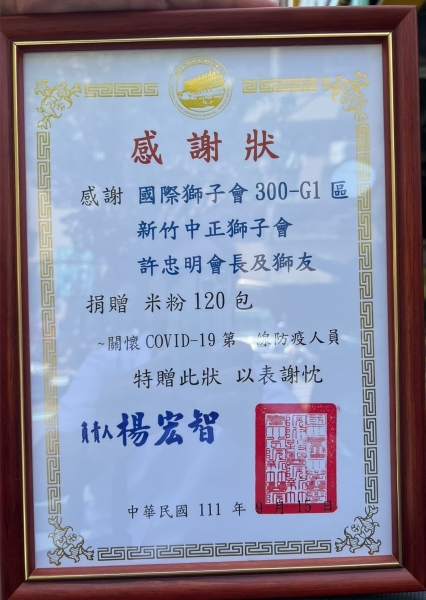 感謝狀
感謝 國際獅子會 300-G1 區
新竹中正獅子會
許忠明會長及獅友
捐贈 米粉 120 包
~關懷 COVID-19 第一線防疫人員
特贈此狀 以表謝忱
負責人 楊宏智
中華民國 111 年 9 月 15 日